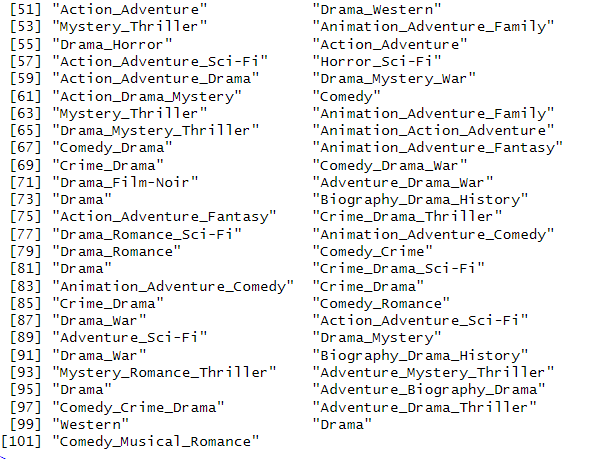 [51] "Action_Adventure" "Drama_Western"
[53] "Mystery_Thriller" "Animation_Adventure_Family"
[55] "Drama_Horror" "Action_Adventure"
[57] "Action_Adventure_Sci-Fi" "Horror_Sci-Fi"
[59] "Action_Adventure_Drama" "Drama_Mystery_War"
[61] "Action_Drama_Mystery" "Comedy"
[63] "Mystery_Thriller" "Animation_Adventure_Family"
[65] "Drama_Mystery_Thriller" "Animation_Action_Adventure"
[67] "Comedy_Drama" "Animation_Adventure_Fantasy"
[69] "Crime_Drama" "Comedy_Drama_War"
[71] "Drama_Film-Noir" "Adventure_Drama_War"
[73] "Drama" "Biography_Drama_History"
[75] "Action_Adventure_Fantasy" "Crime_Drama_Thriller"
[77] "Drama_Romance_Sci-Fi" "Animation_Adventure_Comedy"
[79] "Drama_Romance" "Comedy_Crime"
[81] "Drama" "Crime_Drama_Sci-Fi"
[83] "Animation_Adventure_Comedy" "Crime_Drama"
[85] "Crime_Drama" "Comedy_Romance"
[87] "Drama_War" "Action_Adventure_Sci-Fi"
[89] "Adventure_Sci-Fi" "Drama_Mystery"
[91] "Drama_War" "Biography_Drama_History"
[93] "Mystery_Romance_Thriller" "Adventure_Mystery_Thriller"
[95] "Drama" "Adventure_Biography_Drama"
[97] "Comedy_Crime_Drama" "Adventure_Drama_Thriller"
[99] "Western" "Drama"
[101] "Comedy_Musical_Romance"